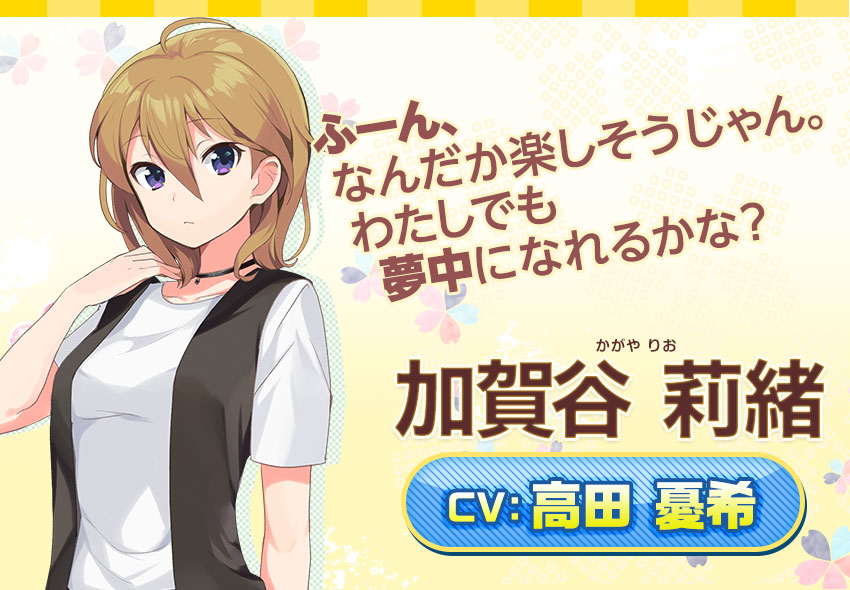 ふーん、
なんだか楽しそうじゃん。
わたしでも
夢中になれるかな？
かがや りお
加賀谷 莉緒
CV:高田 憂希